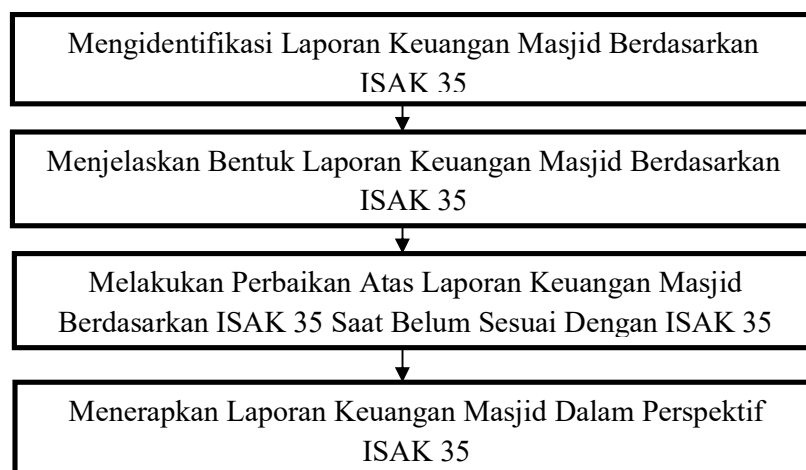 Mengidentifikasi Laporan Keuangan Masjid Berdasarkan
ISAK 35
Menjelaskan Bentuk Laporan Keuangan Masjid Berdasarkan
ISAK 35
Melakukan Perbaikan Atas Laporan Keuangan Masjid
Berdasarkan ISAK 35 Saat Belum Sesuai Dengan ISAK 35
Menerapkan Laporan Keuangan Masjid Dalam Perspektif
ISAK 35